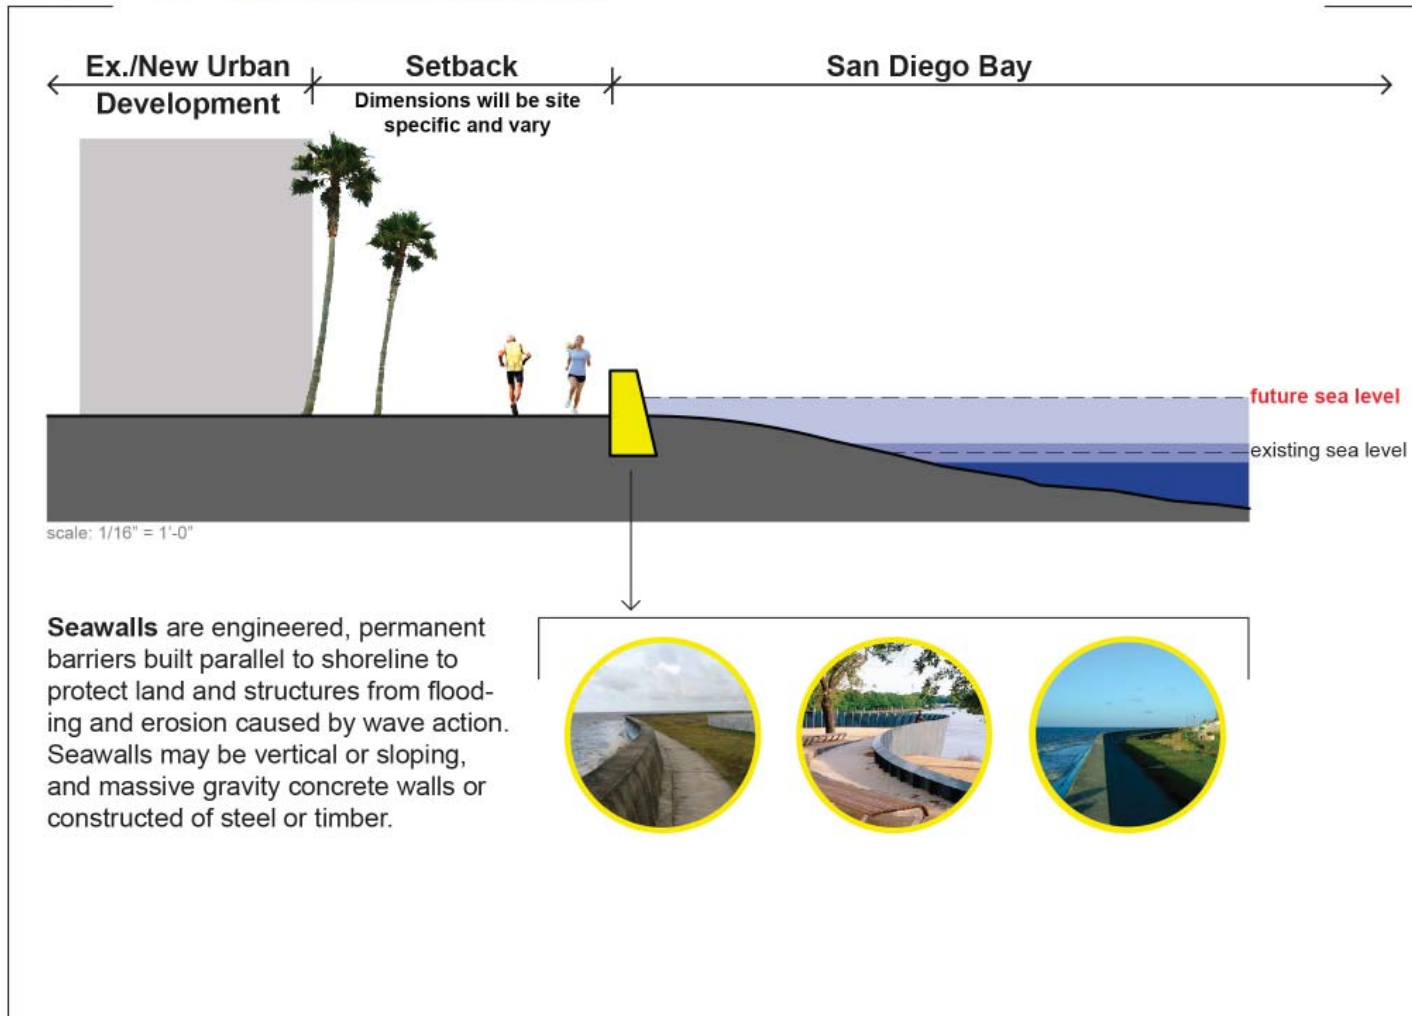 Ex./New Urban
Development
Setback
Dimensions will be site
specific and vary
San Diego Bay
future sea level
existing sea level
scale: 1/16" = 1'-0"
Seawalls are engineered, permanent
barriers built parallel to shoreline to
protect land and structures from flood-
ing and erosion caused by wave action.
Seawalls may be vertical or sloping,
and massive gravity concrete walls or
constructed of steel or timber.